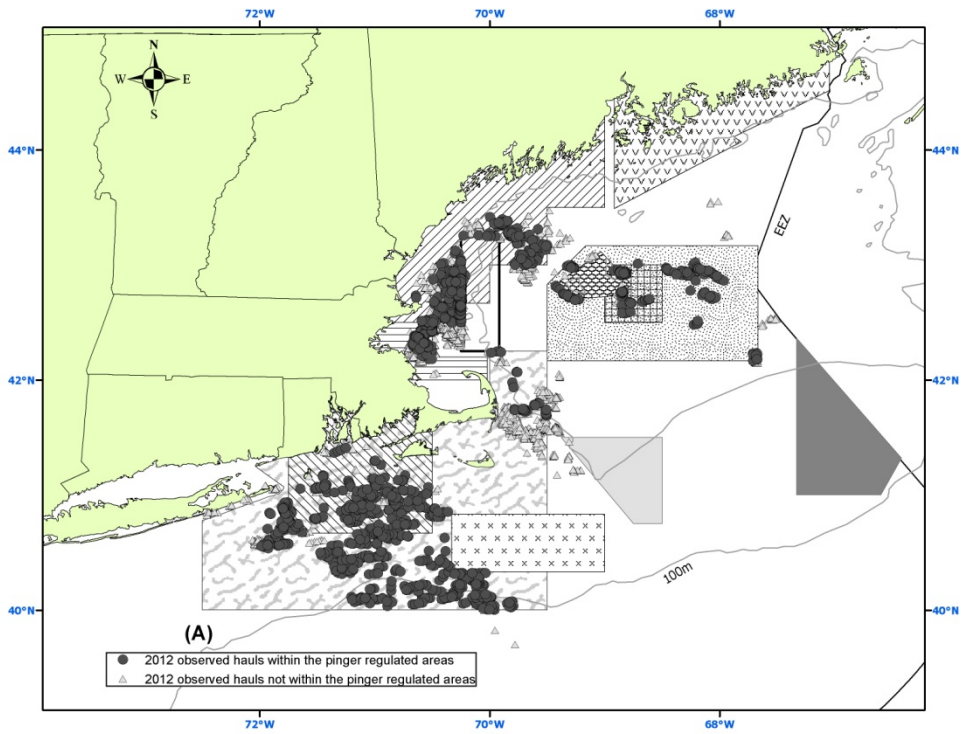 72°W 70°W 68°W
N
W E
S
44°N 44°N
EEZ
42°N 42°N
100m
40°N 40°N
(A)
2012 observed hauls within the pinger regulated areas
2012 observed hauls not within the pinger regulated areas
72°W 70°W 68°W